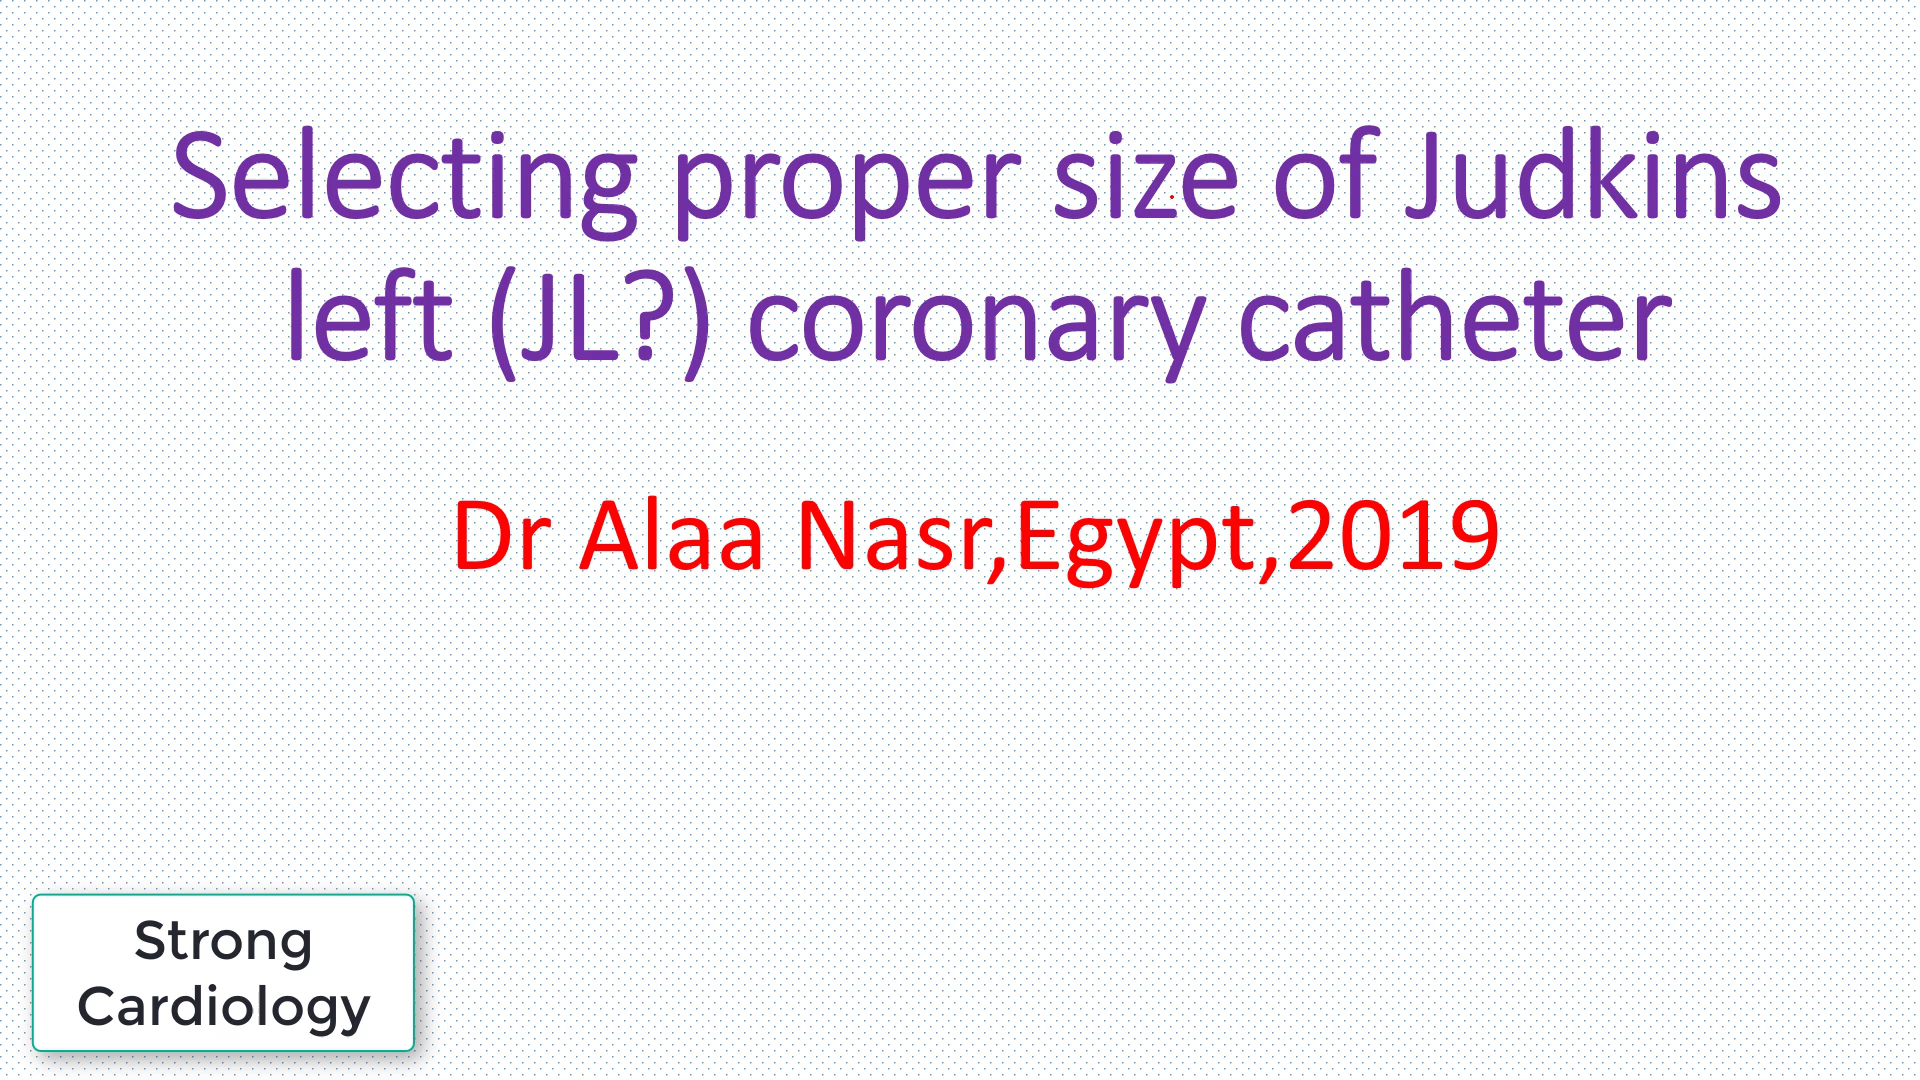 Selecting proper size of Judkins
left (JL?) coronary catheter
Dr Alaa Nasr,Egypt,2019
Strong
Cardiology